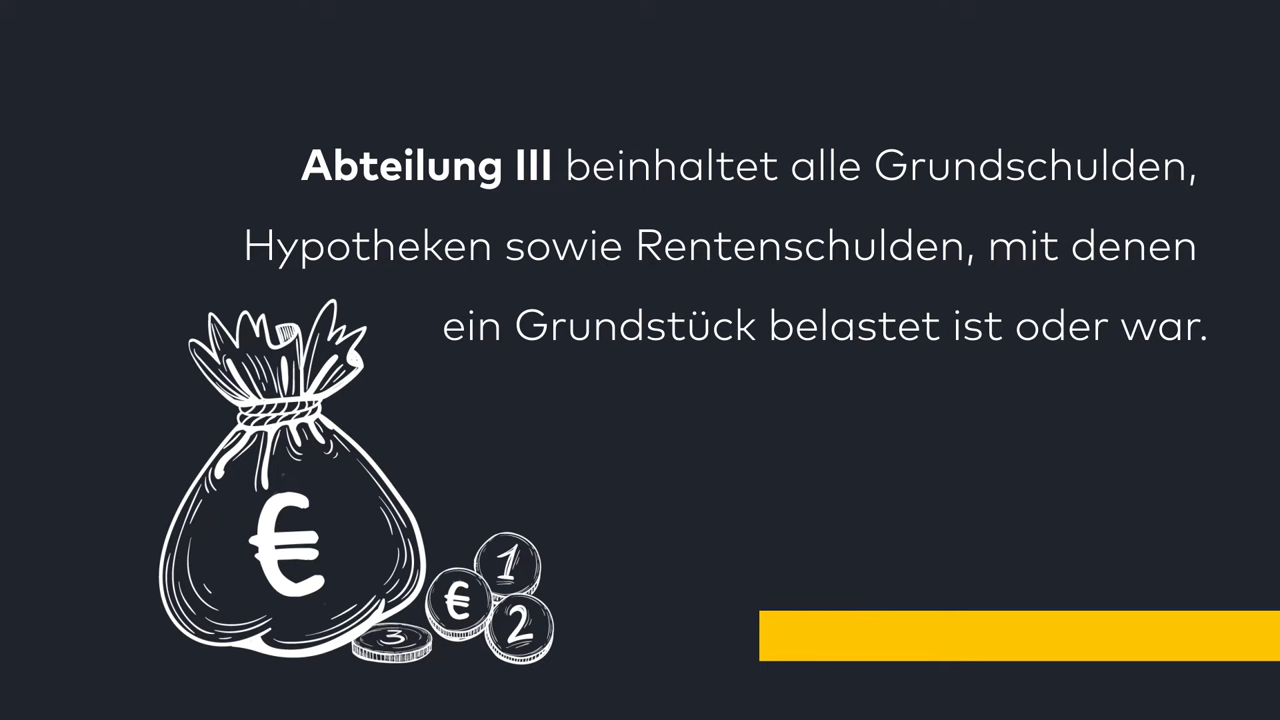 Abteilung III beinhaltet alle Grundschulden,
Hypotheken sowie Rentenschulden, mit denen
ein Grundstück belastet ist oder war.
€
1
€
2
3